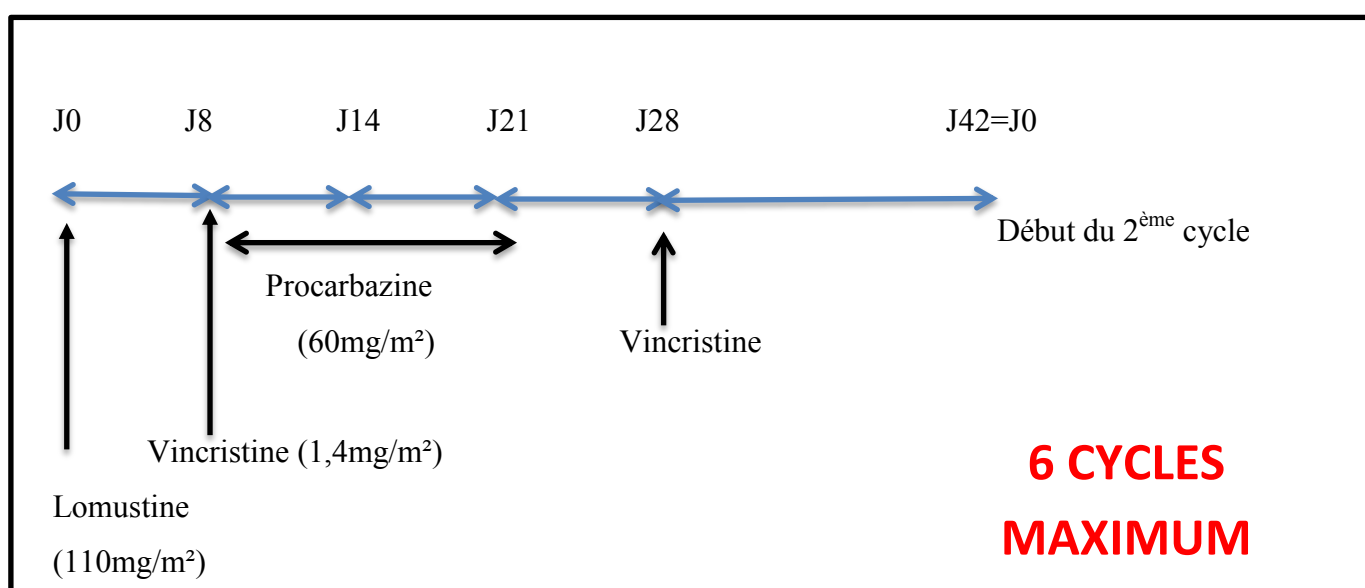 J0 J8 J14 J21 J28 J42=J0
Début du 2ème cycle
Procarbazine
(60mg/m²)
Vincristine
Vincristine (1,4mg/m²)
Lomustine
(110mg/m²)
6 CYCLES
MAXIMUM